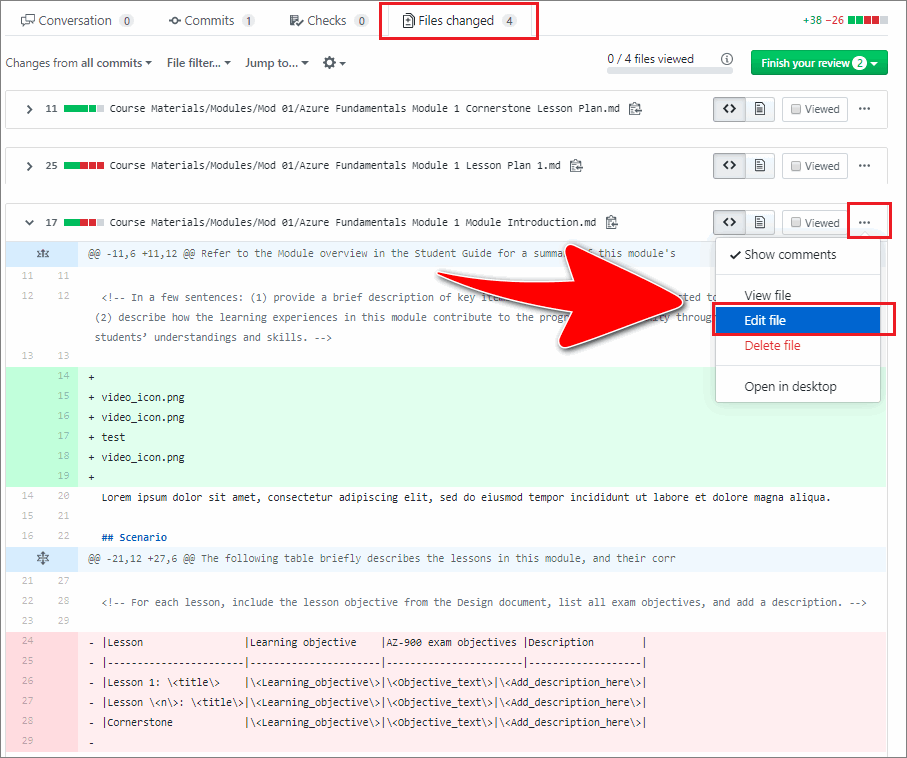 Conversation 0 Commits 1 Checks 0 Files changed 4 +38 −26
Changes from all commits File filter... Jump to... 0 / 4 files viewed Finish your review 2
11 Course Materials/Modules/Mod 01/Azure Fundamentals Module 1 Cornerstone Lesson Plan.md <> Viewed ...
25 Course Materials/Modules/Mod 01/Azure Fundamentals Module 1 Lesson Plan 1.md <> Viewed ...
17 Course Materials/Modules/Mod 01/Azure Fundamentals Module 1 Module Introduction.md <> Viewed ...
@@ -11,6 +11,12 @@ Refer to the Module overview in the Student Guide for a summ this module's
Show comments
11 11
12 12 <!-- In a few sentences: (1) provide a brief description of key ite ted to
View file
(2) describe how the learning experiences in this module contribute to the prog ity throug
Edit file
students’ understandings and skills. -->
Delete file
13 13
14 +
Open in desktop
15 + video_icon.png
16 + video_icon.png
17 + test
18 + video_icon.png
19 +
14 20 Lorem ipsum dolor sit amet, consectetur adipiscing elit, sed do eiusmod tempor incididunt ut labore et dolore magna aliqua.
15 21
16 22 ## Scenario
@@ -21,12 +27,6 @@ The following table briefly describes the lessons in this module, and their corr
21 27
22 28 <!-- For each lesson, include the lesson objective from the Design document, list all exam objectives, and add a description. -->
23 29
24 - |Lesson |Learning objective |AZ-900 exam objectives |Description |
25 - |-----------------------|----------------------|-----------------------|-------------------|
26 - |Lesson 1: \<title\> |\<Learning_objective\>|\<Objective_text\>|\<Add_description_here\>|
27 - |Lesson \<n\>: \<title\>|\<Learning_objective\>|\<Objective_text\>|\<Add_description_here\>|
28 - |Cornerstone |\<Learning_objective\>|\<Objective_text\>|\<Add_description_here\>|
29 -